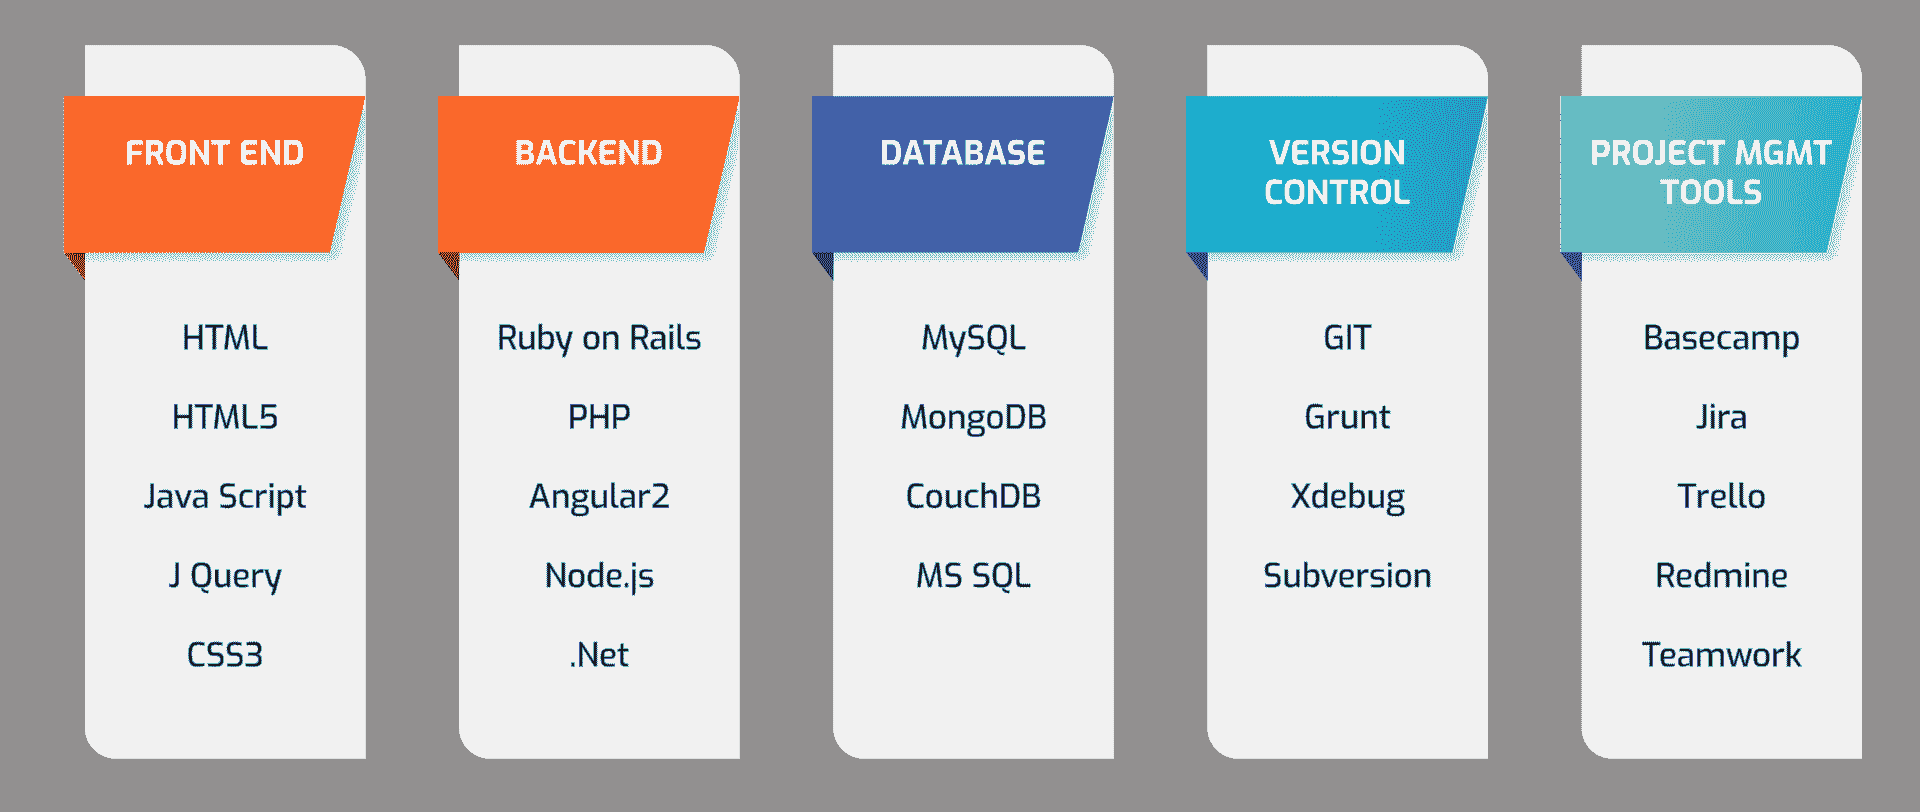 FRONT END
HTML
HTML5
Java Script
J Query
CSS3
BACKEND
Ruby on Rails
PHP
Angular2
Node.js
.Net
DATABASE
MySQL
MongoDB
CouchDB
MS SQL
VERSION
CONTROL
GIT
Grunt
Xdebug
Subversion
PROJECT MGMT
TOOLS
Basecamp
Jira
Trello
Redmine
Teamwork